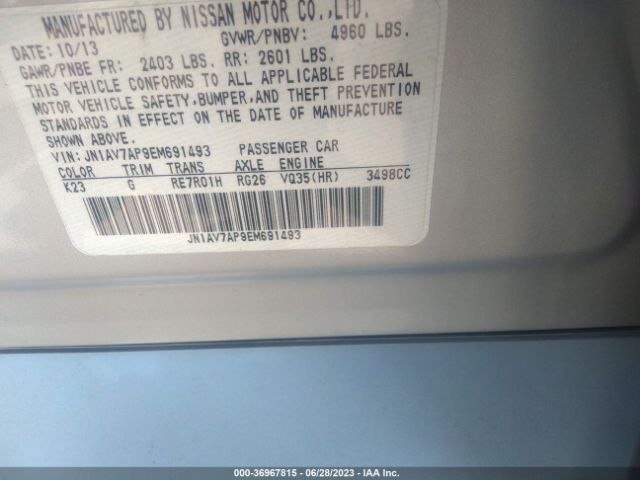 MANUFACTURED BY NISSAN MOTOR CO.,LTD.
DATE: 10/13 GVWR/PNBV: 4960 LBS.
GAWR/PNBE FR: 2403 LBS. RR: 2601 LBS.
THIS VEHICLE CONFORMS TO ALL APPLICABLE FEDERAL
MOTOR VEHICLE SAFETY,BUMPER,AND THEFT PREVENTION
STANDARDS IN EFFECT ON THE DATE OF MANUFACTURE
SHOWN ABOVE.
VIN: JN1AV7AP9EM691493 PASSENGER CAR
COLOR TRIM TRANS AXLE ENGINE
K23 G RE7R01H RG26 VQ35(HR) 3498CC
JN1AV7AP9EM691493
000-36967815 - 06/28/2023 - IAA Inc.